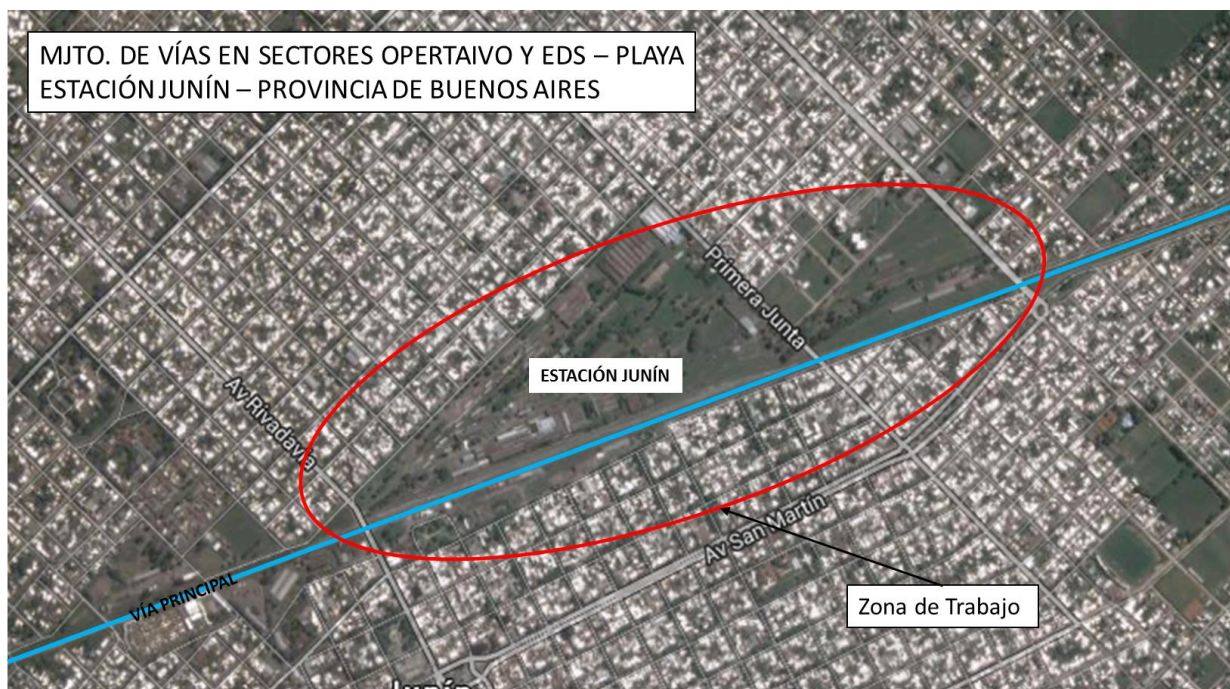 MJTO. DE VÍAS EN SECTORES OPERTAIVO Y EDS – PLAYA
ESTACIÓN JUNÍN – PROVINCIA DE BUENOS AIRES
Primera Junta
ESTACIÓN JUNÍN
Av Rivadavia
Av San Martín
VÍA PRINCIPAL
Zona de Trabajo
Junín